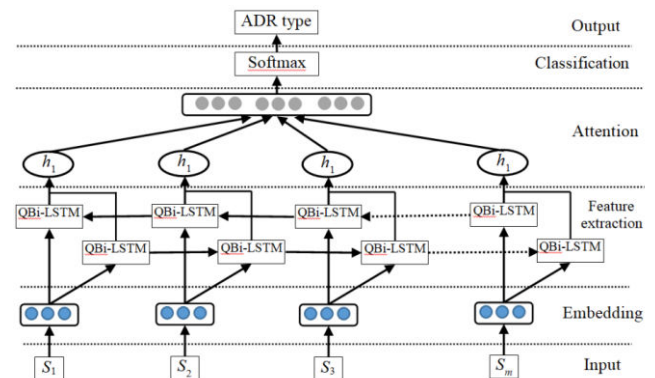 ADR type
Output
Softmax
Classification
Attention
h1 h1 h1 h1
QBi-LSTM QBi-LSTM QBi-LSTM QBi-LSTM
Feature
extraction
QBi-LSTM QBi-LSTM QBi-LSTM QBi-LSTM
Embedding
S1 S2 S3 Sm
Input